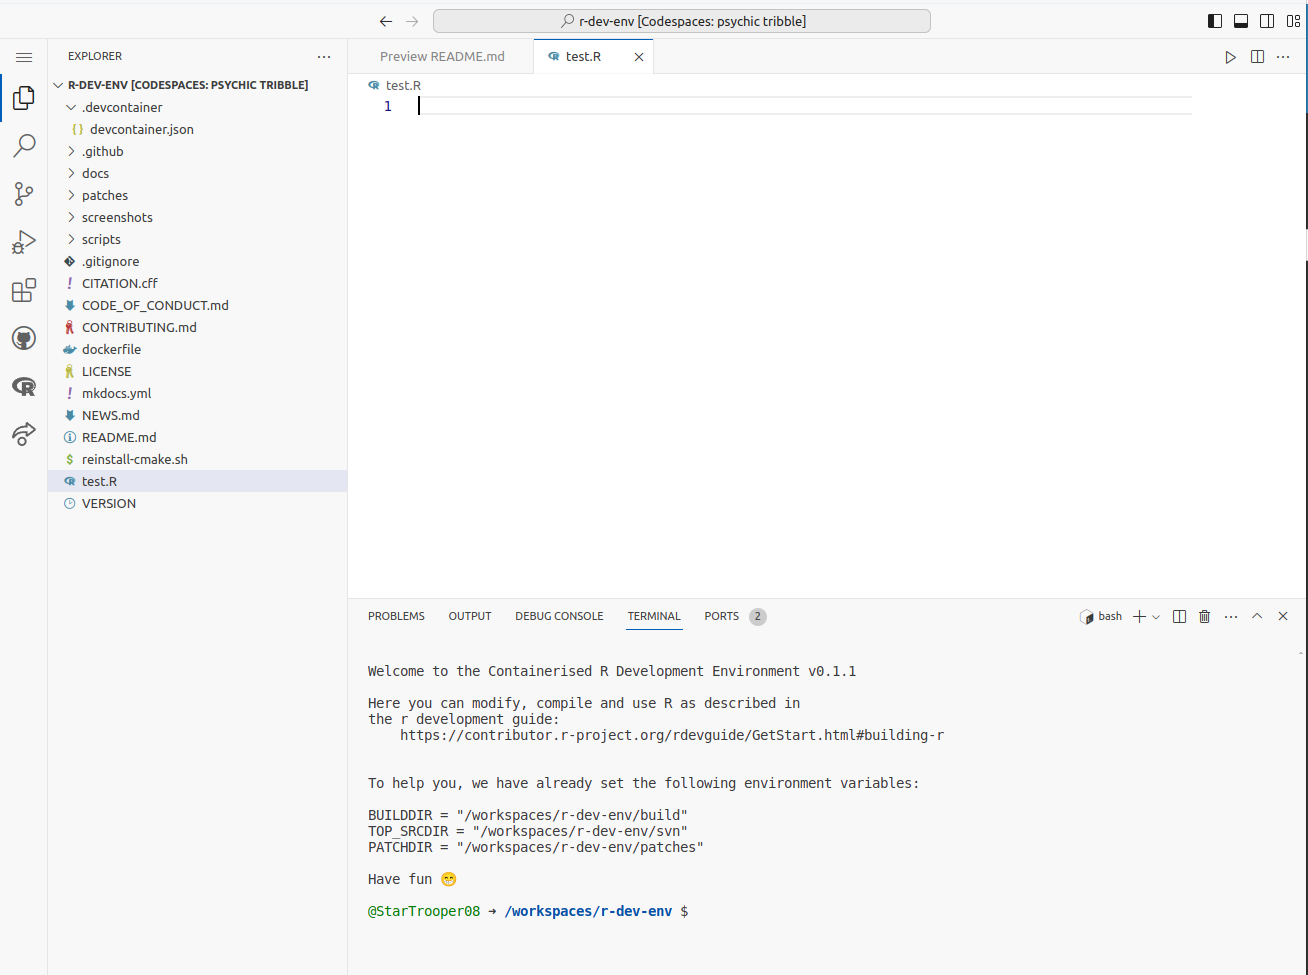 r-dev-env [Codespaces: psychic tribble]
EXPLORER
R-DEV-ENV [CODESPACES: PSYCHIC TRIBBLE]
.devcontainer
{} devcontainer.json
.github
docs
patches
screenshots
scripts
.gitignore
! CITATION.cff
CODE_OF_CONDUCT.md
CONTRIBUTING.md
dockerfile
LICENSE
! mkdocs.yml
NEWS.md
README.md
$ reinstall-cmake.sh
test.R
VERSION
Preview README.md
test.R
test.R
1
PROBLEMS OUTPUT DEBUG CONSOLE TERMINAL PORTS 2
bash
Welcome to the Containerised R Development Environment v0.1.1
Here you can modify, compile and use R as described in
the r development guide:
https://contributor.r-project.org/rdevguide/GetStart.html#building-r
To help you, we have already set the following environment variables:
BUILDDIR = "/workspaces/r-dev-env/build"
TOP_SRCDIR = "/workspaces/r-dev-env/svn"
PATCHDIR = "/workspaces/r-dev-env/patches"
Have fun 😁
@StarTrooper08 ➜ /workspaces/r-dev-env $